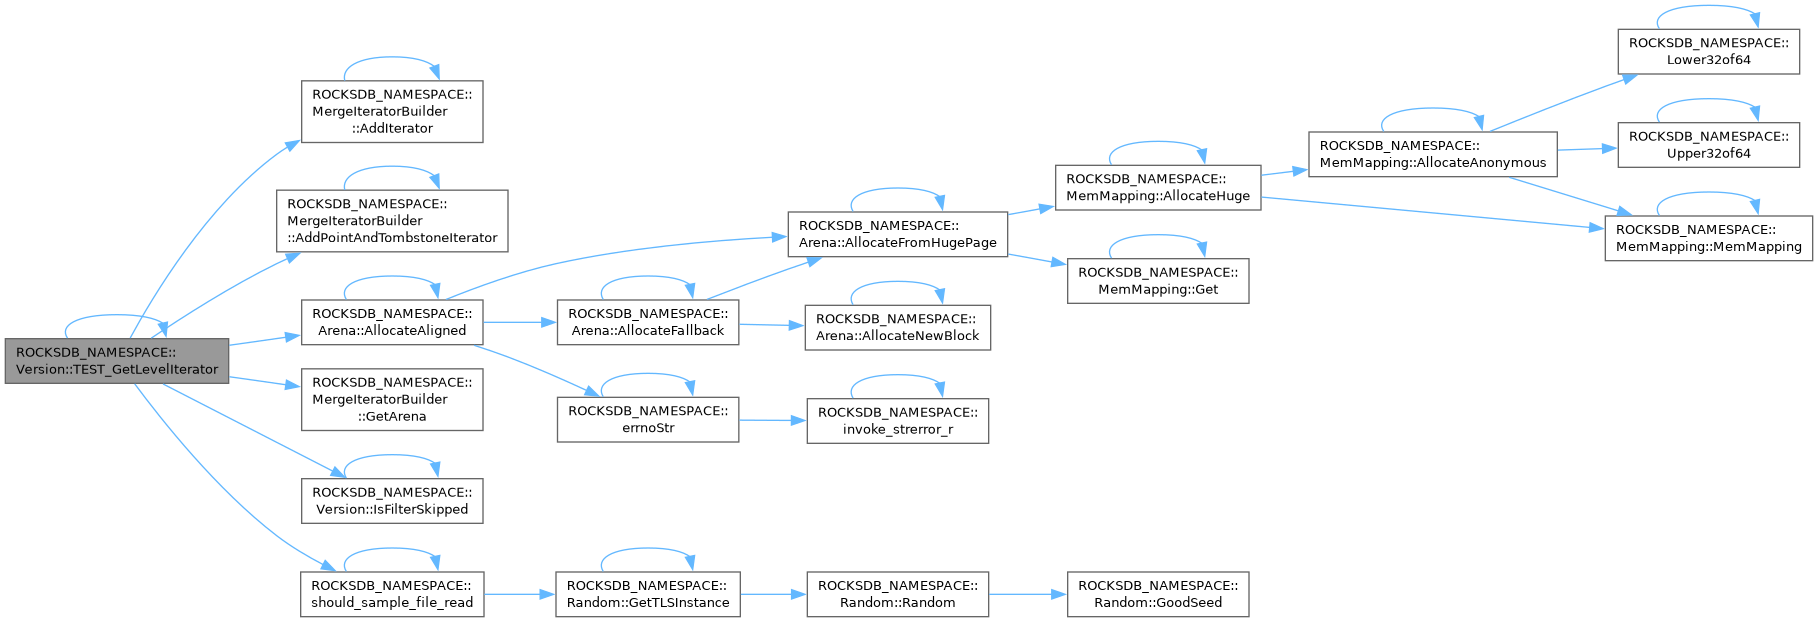 ROCKSDB_NAMESPACE::
Version::TEST_GetLevelIterator
ROCKSDB_NAMESPACE::
MergeIteratorBuilder
::AddIterator
ROCKSDB_NAMESPACE::
MergeIteratorBuilder
::AddPointAndTombstoneIterator
ROCKSDB_NAMESPACE::
Arena::AllocateAligned
ROCKSDB_NAMESPACE::
MergeIteratorBuilder
::GetArena
ROCKSDB_NAMESPACE::
Version::IsFilterSkipped
ROCKSDB_NAMESPACE::
should_sample_file_read
ROCKSDB_NAMESPACE::
Arena::AllocateFallback
ROCKSDB_NAMESPACE::
errnoStr
ROCKSDB_NAMESPACE::
Random::GetTLSInstance
ROCKSDB_NAMESPACE::
Arena::AllocateFromHugePage
ROCKSDB_NAMESPACE::
Arena::AllocateNewBlock
ROCKSDB_NAMESPACE::
invoke_strerror_r
ROCKSDB_NAMESPACE::
Random::Random
ROCKSDB_NAMESPACE::
MemMapping::AllocateHuge
ROCKSDB_NAMESPACE::
MemMapping::Get
ROCKSDB_NAMESPACE::
Random::GoodSeed
ROCKSDB_NAMESPACE::
MemMapping::AllocateAnonymous
ROCKSDB_NAMESPACE::
Lower32of64
ROCKSDB_NAMESPACE::
Upper32of64
ROCKSDB_NAMESPACE::
MemMapping::MemMapping